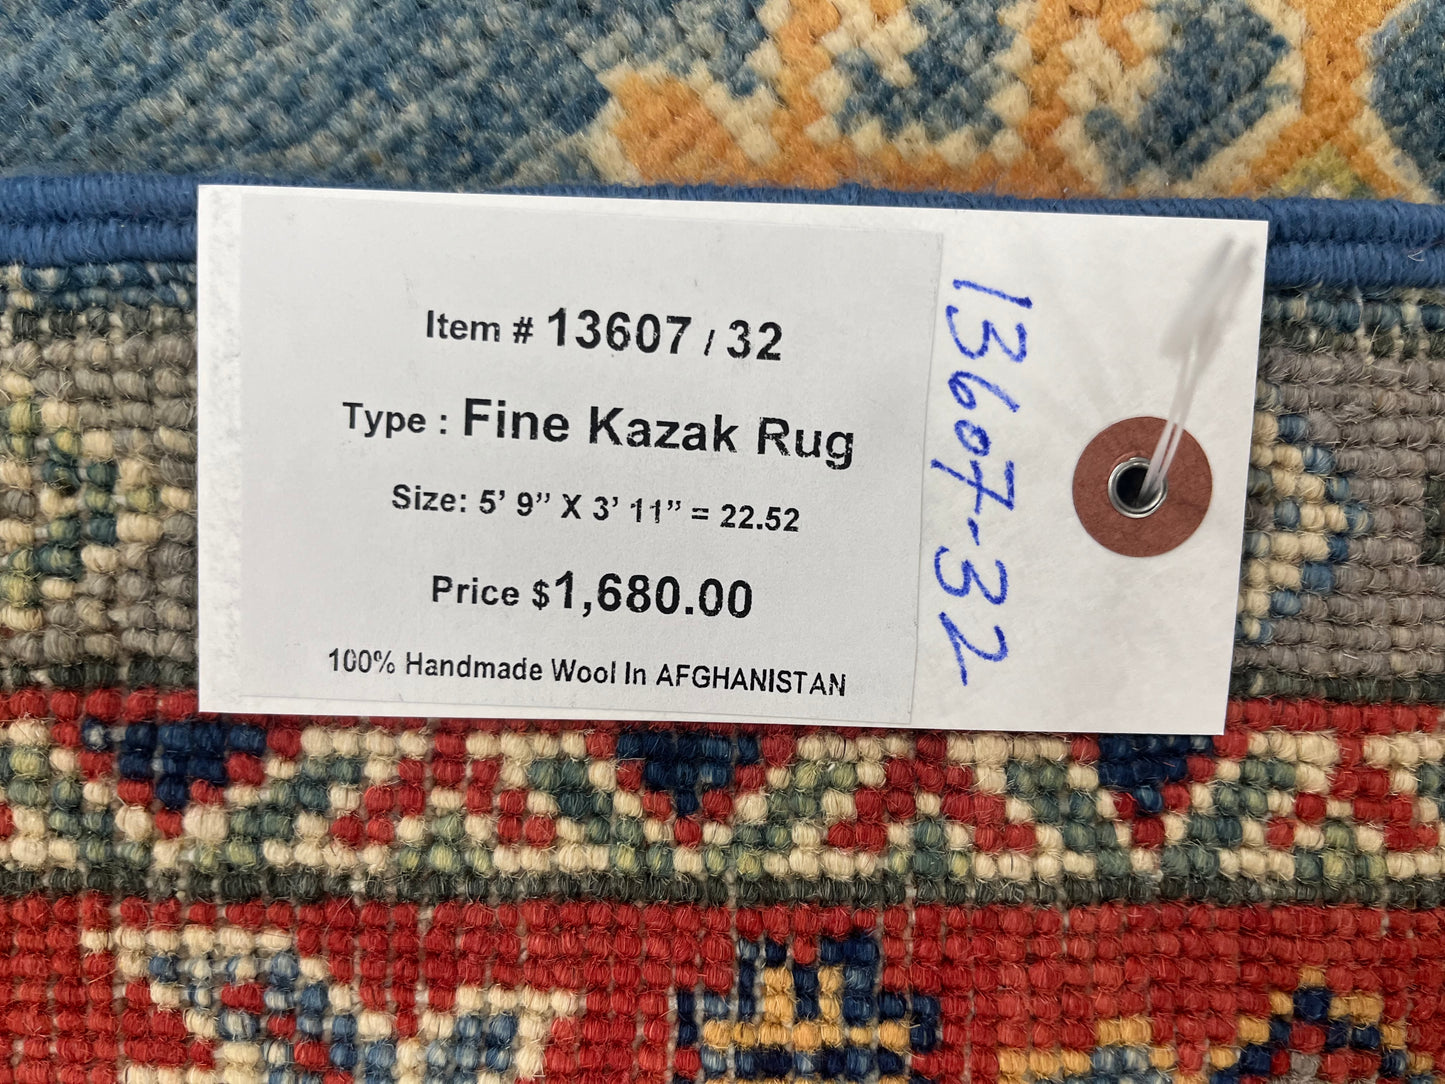 Item # 13607 / 32
Type : Fine Kazak Rug
Size: 5’ 9” X 3’ 11” = 22.52
Price $1,680.00
100% Handmade Wool In AFGHANISTAN
13607-32